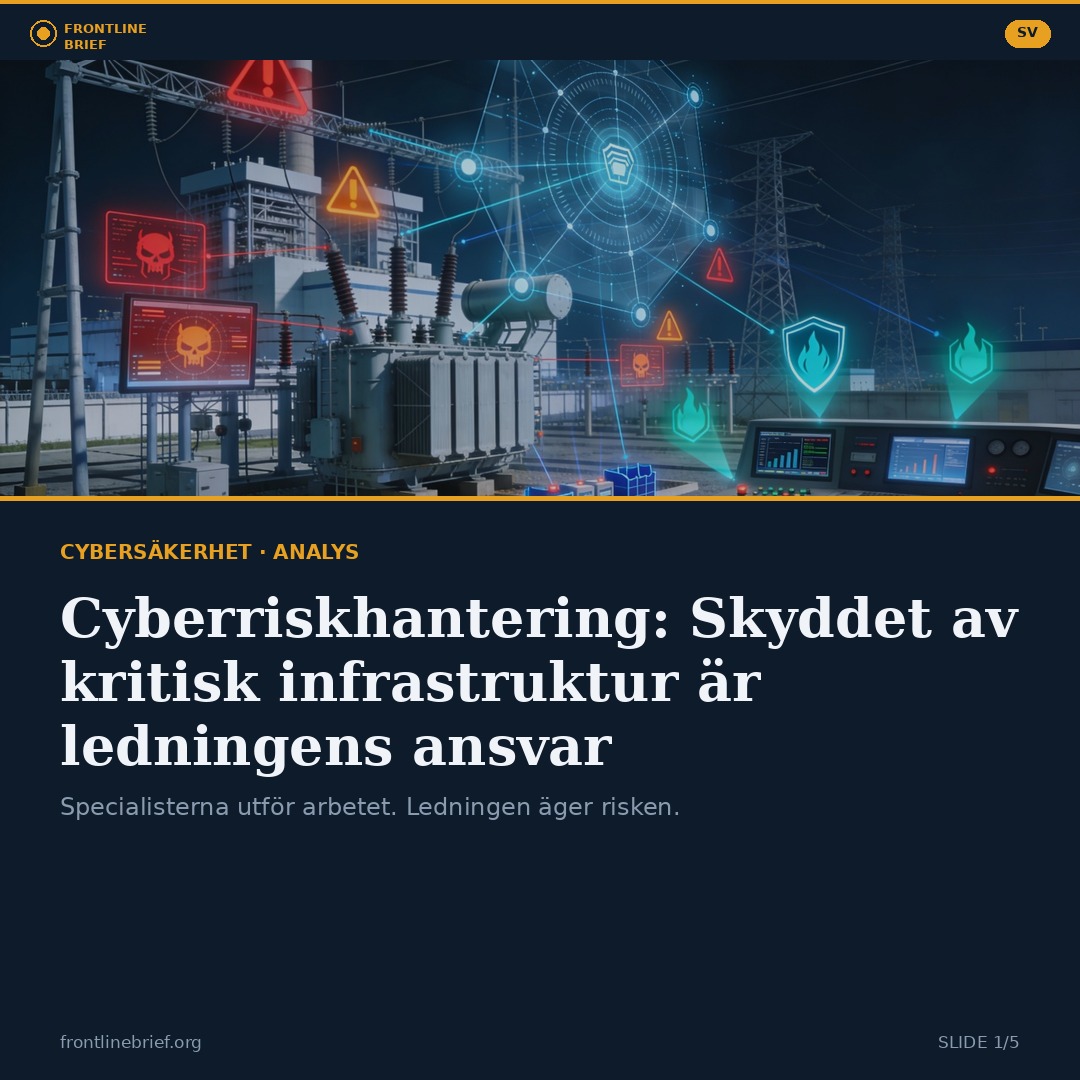 FRONTLINE
BRIEF
SV
CYBERSÄKERHET · ANALYS
Cyberriskhantering: Skyddet av
kritisk infrastruktur är
ledningens ansvar
Specialisterna utför arbetet. Ledningen äger risken.
frontlinebrief.org
SLIDE 1/5